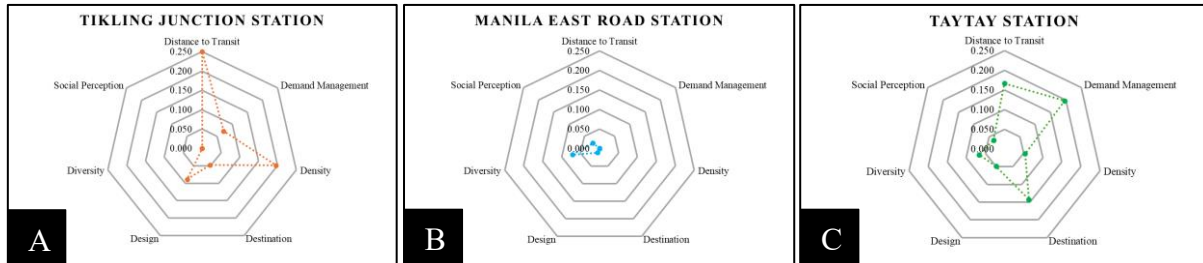 TIKLING JUNCTION STATION
Distance to Transit
0.250
0.200
0.150
0.100
0.050
0.000
Demand Management
Density
Destination
Design
Diversity
Social Perception
A
MANILA EAST ROAD STATION
Distance to Transit
0.250
0.200
0.150
0.100
0.050
0.000
Demand Management
Density
Destination
Design
Diversity
Social Perception
B
TAYTAY STATION
Distance to Transit
0.250
0.200
0.150
0.100
0.050
0.000
Demand Management
Density
Destination
Design
Diversity
Social Perception
C